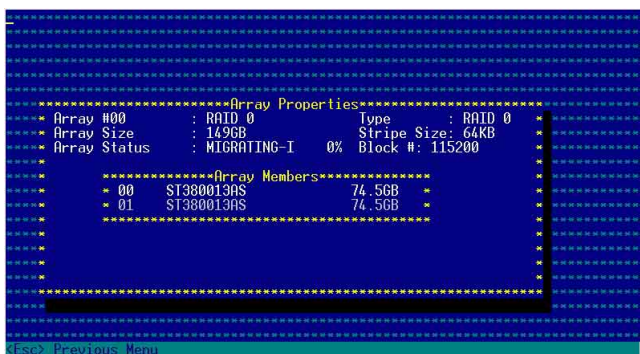 Array Properties
Array #00 : RAID 0 Type : RAID 0
Array Size : 149GB Stripe Size: 64KB
Array Status : MIGRATING-I 0% Block #: 115200
Array Members
00 ST380013AS 74.5GB
01 ST380013AS 74.5GB
<Esc> Previous Menu